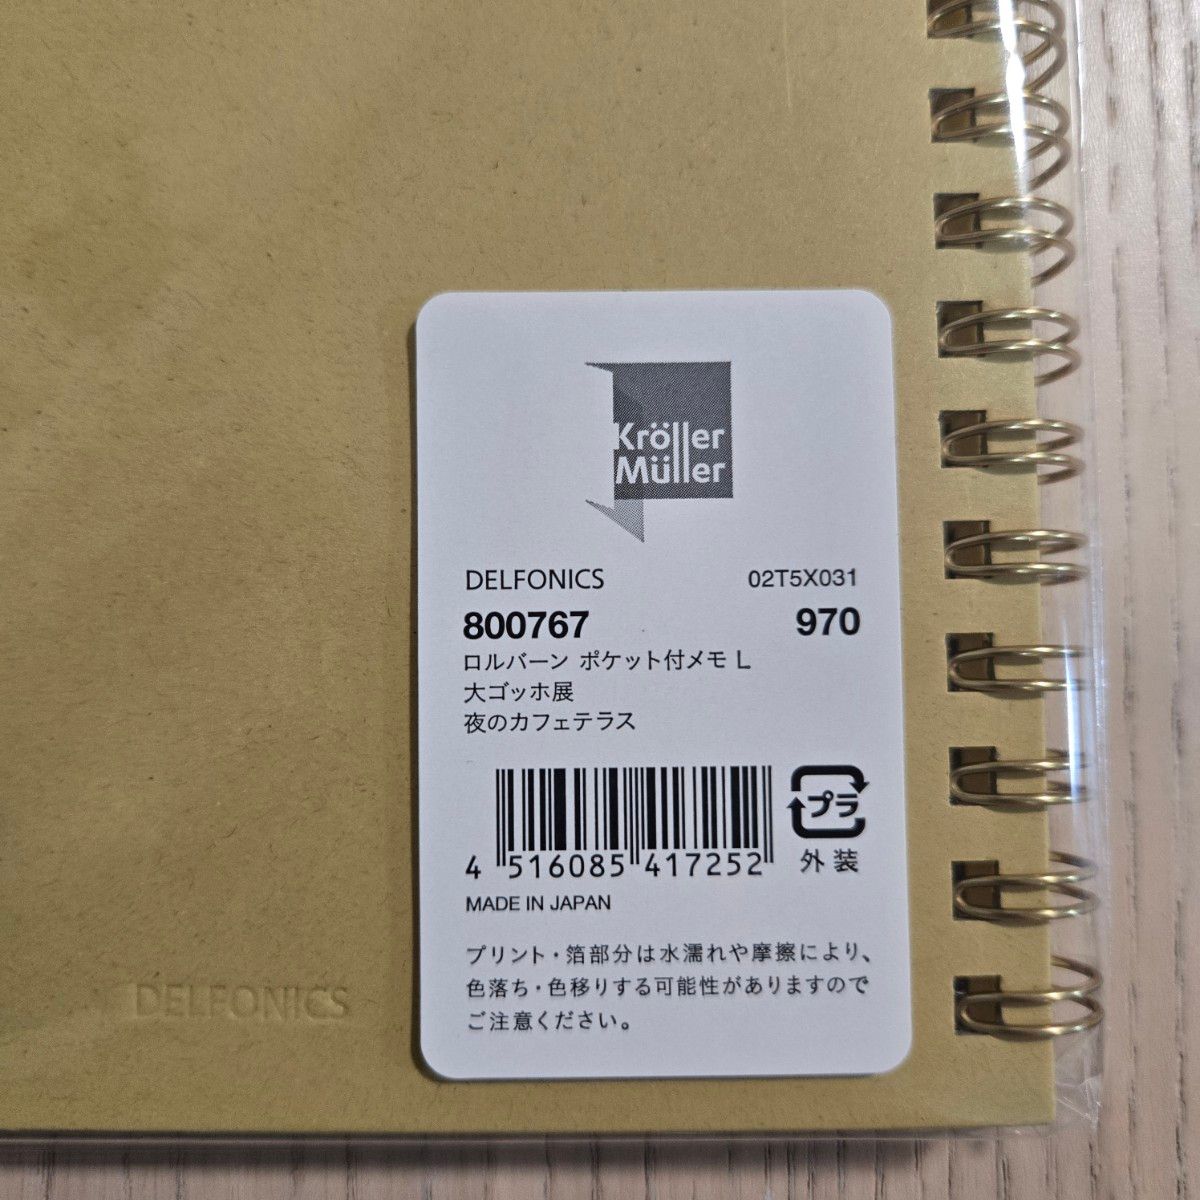 Kröller
Müller
DELFONICS 02T5X031
800767 970
ロルバーン ポケット付メモ L
大ゴッホ展
夜のカフェテラス
プラ
外装
4 516085 417252
MADE IN JAPAN
プリント・箔部分は水濡れや摩擦により、
色落ち・色移りする可能性がありますので
ご注意ください。
DELFONICS